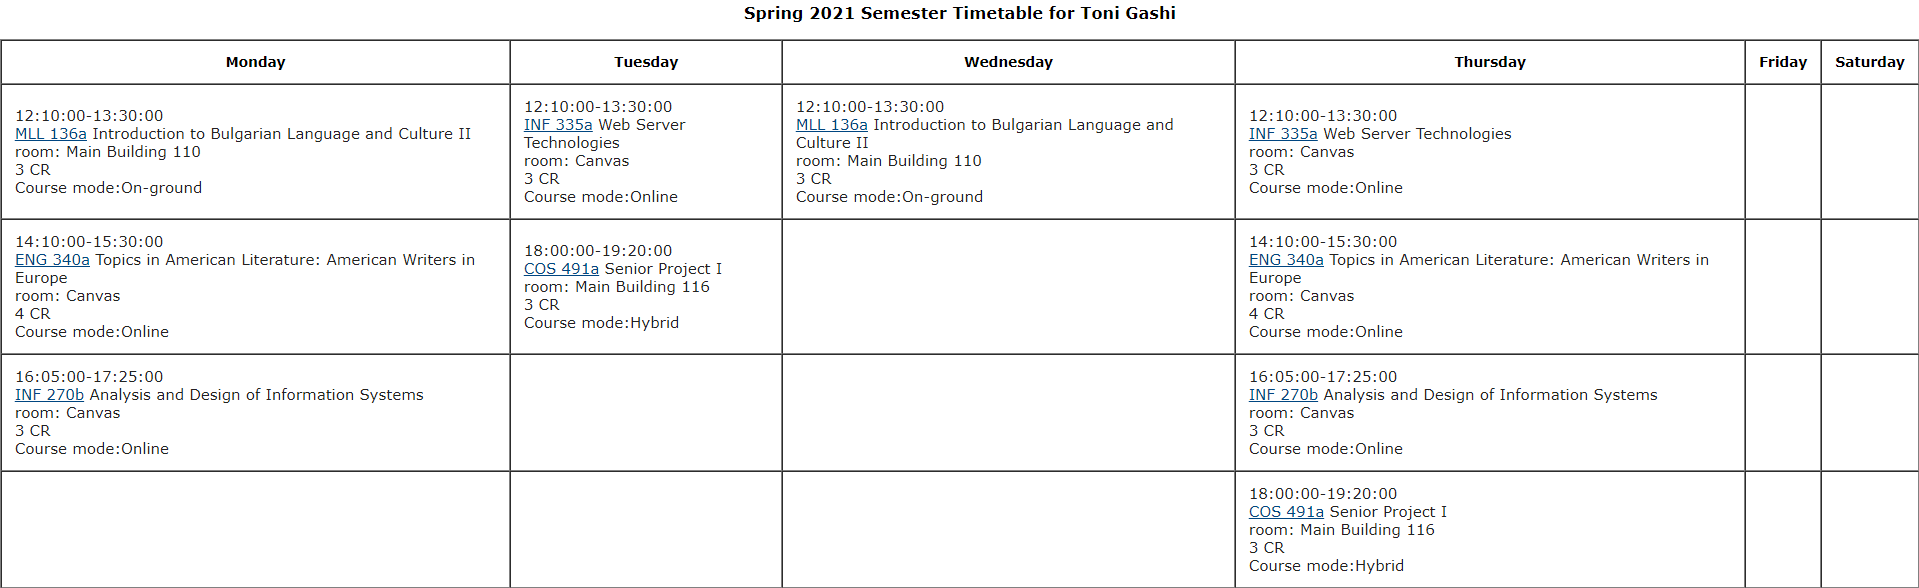 Spring 2021 Semester Timetable for Toni Gashi
Monday
Tuesday
Wednesday
Thursday
Friday
Saturday
12:10:00-13:30:00
MLL 136a Introduction to Bulgarian Language and Culture II
room: Main Building 110
3 CR
Course mode:On-ground
12:10:00-13:30:00
INF 335a Web Server
Technologies
room: Canvas
3 CR
Course mode:Online
12:10:00-13:30:00
MLL 136a Introduction to Bulgarian Language and
Culture II
room: Main Building 110
3 CR
Course mode:On-ground
12:10:00-13:30:00
INF 335a Web Server Technologies
room: Canvas
3 CR
Course mode:Online
14:10:00-15:30:00
ENG 340a Topics in American Literature: American Writers in
Europe
room: Canvas
4 CR
Course mode:Online
18:00:00-19:20:00
COS 491a Senior Project I
room: Main Building 116
3 CR
Course mode:Hybrid
14:10:00-15:30:00
ENG 340a Topics in American Literature: American Writers in
Europe
room: Canvas
4 CR
Course mode:Online
16:05:00-17:25:00
INF 270b Analysis and Design of Information Systems
room: Canvas
3 CR
Course mode:Online
16:05:00-17:25:00
INF 270b Analysis and Design of Information Systems
room: Canvas
3 CR
Course mode:Online
18:00:00-19:20:00
COS 491a Senior Project I
room: Main Building 116
3 CR
Course mode:Hybrid